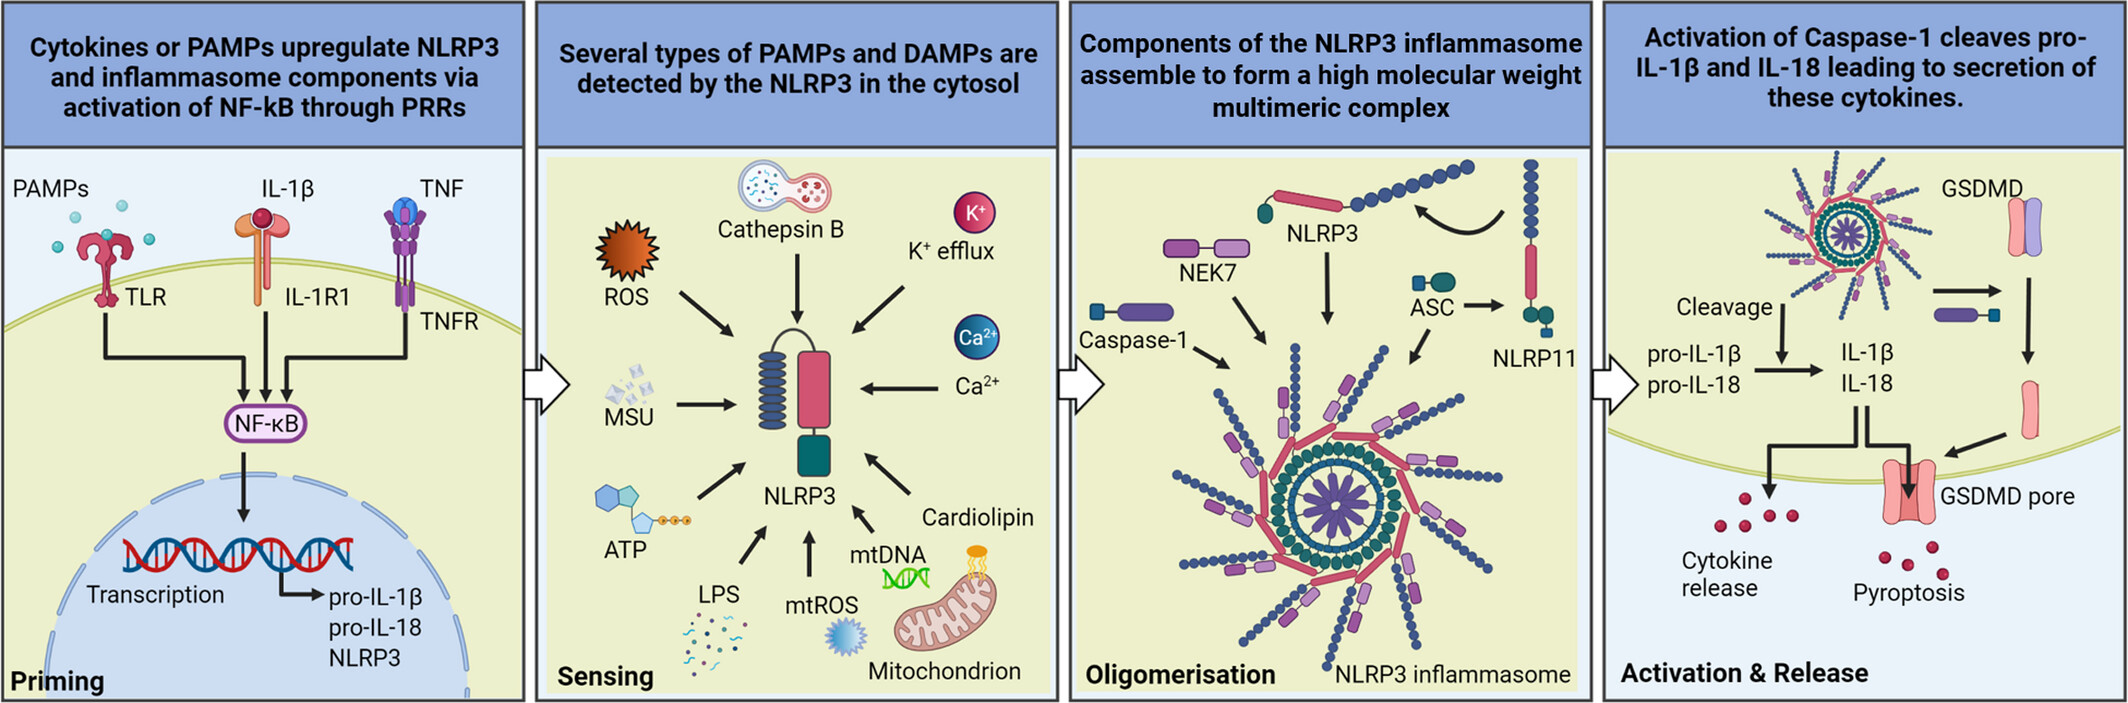 Cytokines or PAMPs upregulate NLRP3
and inflammasome components via
activation of NF-kB through PRRs
PAMPs
IL-1β
TNF
TLR
IL-1R1
TNFR
NF-κB
Transcription
pro-IL-1β
pro-IL-18
NLRP3
Priming
Several types of PAMPs and DAMPs are
detected by the NLRP3 in the cytosol
Cathepsin B
K⁺
K⁺ efflux
ROS
Ca²⁺
Ca²⁺
MSU
NLRP3
ATP
Cardiolipin
mtDNA
LPS
mtROS
Mitochondrion
Sensing
Components of the NLRP3 inflammasome
assemble to form a high molecular weight
multimeric complex
NLRP3
NEK7
ASC
Caspase-1
NLRP11
Oligomerisation
NLRP3 inflammasome
Activation of Caspase-1 cleaves pro-
IL-1β and IL-18 leading to secretion of
these cytokines.
GSDMD
Cleavage
pro-IL-1β
pro-IL-18
IL-1β
IL-18
GSDMD pore
Cytokine
release
Pyroptosis
Activation & Release